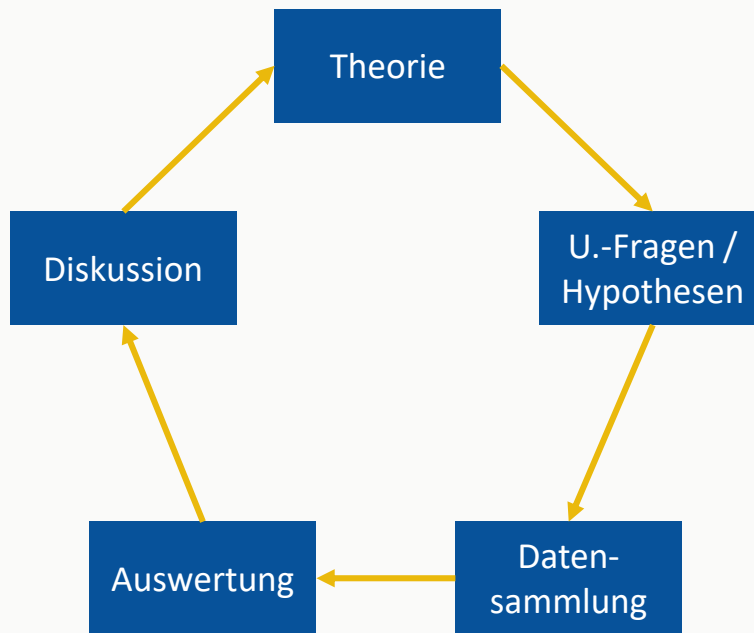 Theorie
U.-Fragen /
Hypothesen
Daten-
sammlung
Auswertung
Diskussion